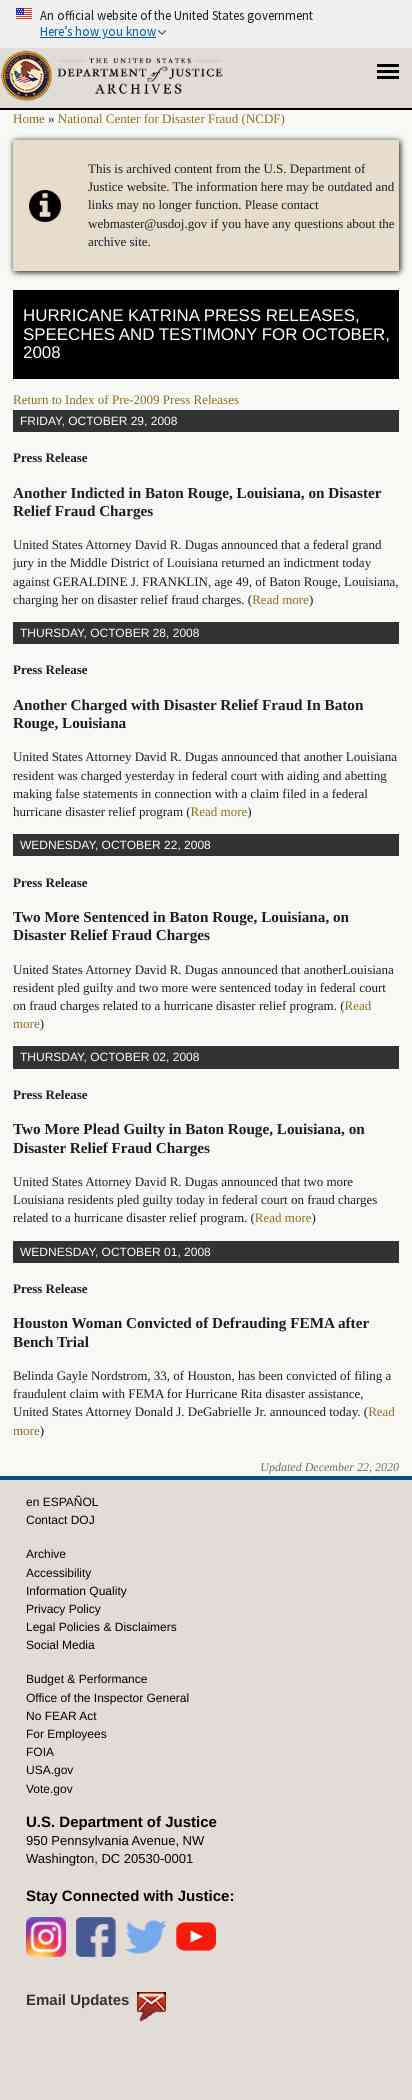 An official website of the United States government
Here's how you know
THE UNITED STATES
DEPARTMENT of JUSTICE
ARCHIVES
Home » National Center for Disaster Fraud (NCDF)
This is archived content from the U.S. Department of
Justice website. The information here may be outdated and
links may no longer function. Please contact
webmaster@usdoj.gov if you have any questions about the
archive site.
HURRICANE KATRINA PRESS RELEASES,
SPEECHES AND TESTIMONY FOR OCTOBER,
2008
Return to Index of Pre-2009 Press Releases
FRIDAY, OCTOBER 29, 2008
Press Release
Another Indicted in Baton Rouge, Louisiana, on Disaster
Relief Fraud Charges
United States Attorney David R. Dugas announced that a federal grand
jury in the Middle District of Louisiana returned an indictment today
against GERALDINE J. FRANKLIN, age 49, of Baton Rouge, Louisiana,
charging her on disaster relief fraud charges. (Read more)
THURSDAY, OCTOBER 28, 2008
Press Release
Another Charged with Disaster Relief Fraud In Baton
Rouge, Louisiana
United States Attorney David R. Dugas announced that another Louisiana
resident was charged yesterday in federal court with aiding and abetting
making false statements in connection with a claim filed in a federal
hurricane disaster relief program (Read more)
WEDNESDAY, OCTOBER 22, 2008
Press Release
Two More Sentenced in Baton Rouge, Louisiana, on
Disaster Relief Fraud Charges
United States Attorney David R. Dugas announced that anotherLouisiana
resident pled guilty and two more were sentenced today in federal court
on fraud charges related to a hurricane disaster relief program. (Read
more)
THURSDAY, OCTOBER 02, 2008
Press Release
Two More Plead Guilty in Baton Rouge, Louisiana, on
Disaster Relief Fraud Charges
United States Attorney David R. Dugas announced that two more
Louisiana residents pled guilty today in federal court on fraud charges
related to a hurricane disaster relief program. (Read more)
WEDNESDAY, OCTOBER 01, 2008
Press Release
Houston Woman Convicted of Defrauding FEMA after
Bench Trial
Belinda Gayle Nordstrom, 33, of Houston, has been convicted of filing a
fraudulent claim with FEMA for Hurricane Rita disaster assistance,
United States Attorney Donald J. DeGabrielle Jr. announced today. (Read
more)
Updated December 22, 2020
en ESPAÑOL
Contact DOJ
Archive
Accessibility
Information Quality
Privacy Policy
Legal Policies & Disclaimers
Social Media
Budget & Performance
Office of the Inspector General
No FEAR Act
For Employees
FOIA
USA.gov
Vote.gov
U.S. Department of Justice
950 Pennsylvania Avenue, NW
Washington, DC 20530-0001
Stay Connected with Justice:
Email Updates